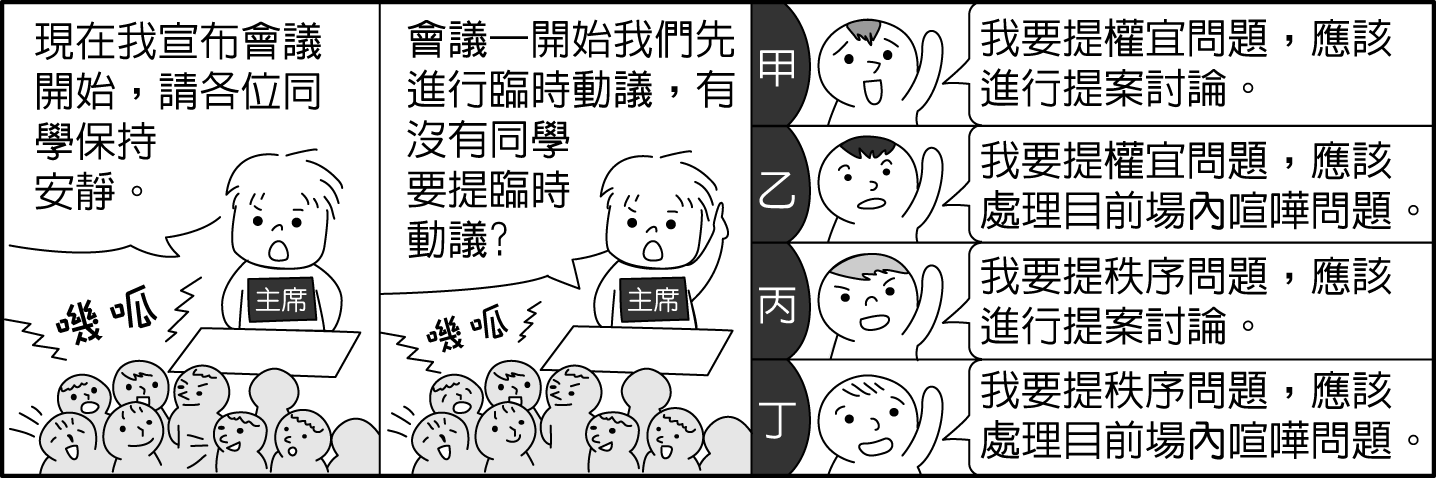 現在我宣布會議
開始，請各位同
學保持
安靜。
主席
嘰呱
會議一開始我們先
進行臨時動議，有
沒有同學
要提臨時
動議？
主席
嘰呱
甲
我要提權宜問題，應該
進行提案討論。
乙
我要提權宜問題，應該
處理目前場內喧嘩問題。
丙
我要提秩序問題，應該
進行提案討論。
丁
我要提秩序問題，應該
處理目前場內喧嘩問題。